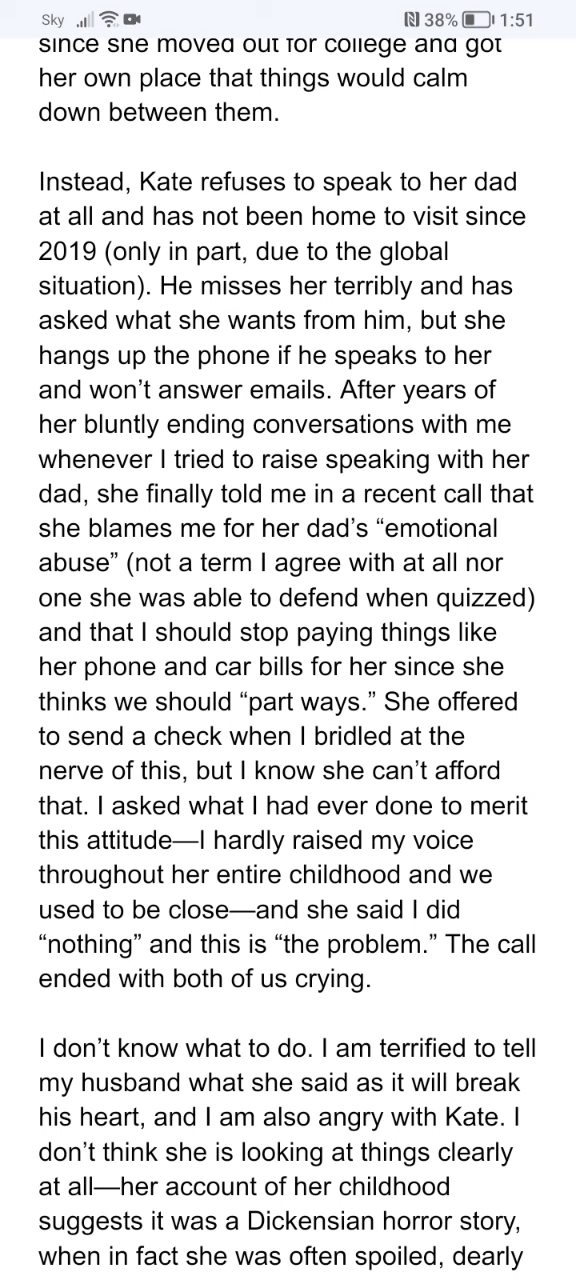 Sky 38% 1:51
since she moved out for college and got
her own place that things would calm
down between them.
Instead, Kate refuses to speak to her dad
at all and has not been home to visit since
2019 (only in part, due to the global
situation). He misses her terribly and has
asked what she wants from him, but she
hangs up the phone if he speaks to her
and won’t answer emails. After years of
her bluntly ending conversations with me
whenever I tried to raise speaking with her
dad, she finally told me in a recent call that
she blames me for her dad’s “emotional
abuse” (not a term I agree with at all nor
one she was able to defend when quizzed)
and that I should stop paying things like
her phone and car bills for her since she
thinks we should “part ways.” She offered
to send a check when I bridled at the
nerve of this, but I know she can’t afford
that. I asked what I had ever done to merit
this attitude—I hardly raised my voice
throughout her entire childhood and we
used to be close—and she said I did
“nothing” and this is “the problem.” The call
ended with both of us crying.
I don’t know what to do. I am terrified to tell
my husband what she said as it will break
his heart, and I am also angry with Kate. I
don’t think she is looking at things clearly
at all—her account of her childhood
suggests it was a Dickensian horror story,
when in fact she was often spoiled, dearly